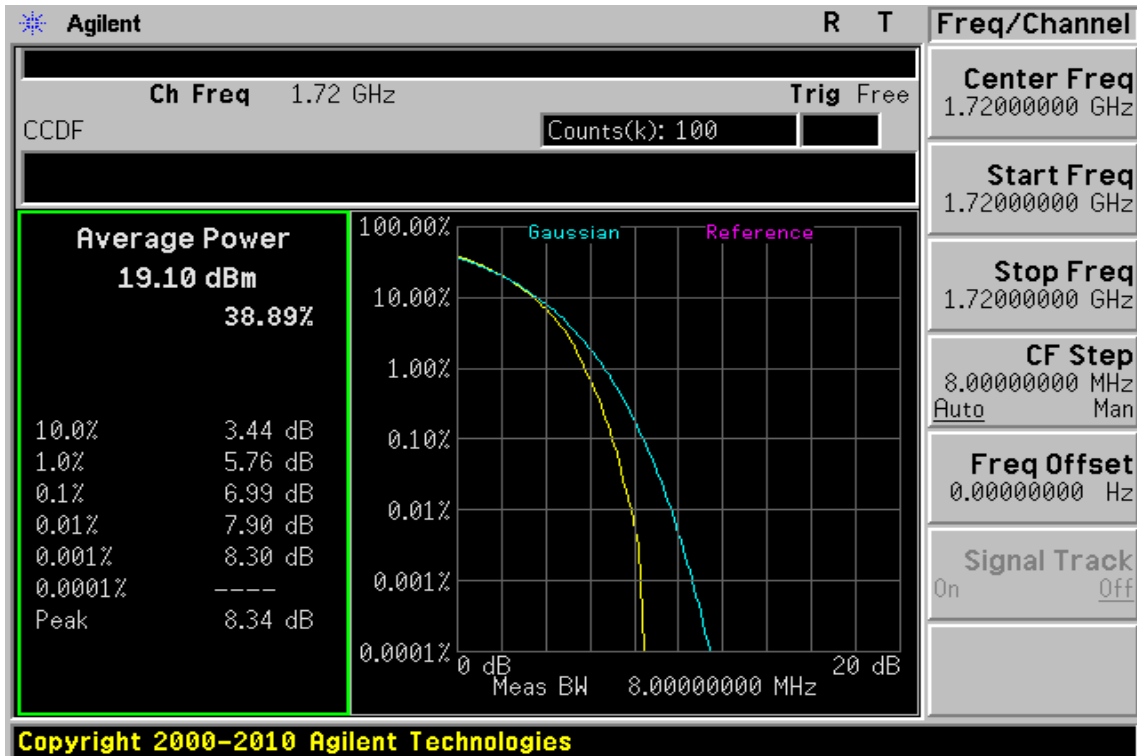 Agilent R T
Ch Freq 1.72 GHz Trig Free
CCDF Counts(k): 100
Average Power
19.10 dBm
38.89%
10.0% 3.44 dB
1.0% 5.76 dB
0.1% 6.99 dB
0.01% 7.90 dB
0.001% 8.30 dB
0.0001% ----
Peak 8.34 dB
Gaussian Reference
100.00%
10.00%
1.00%
0.10%
0.01%
0.001%
0.0001%
0 dB 20 dB
Meas BW 8.00000000 MHz
Freq/Channel
Center Freq
1.72000000 GHz
Start Freq
1.72000000 GHz
Stop Freq
1.72000000 GHz
CF Step
8.00000000 MHz
Auto Man
Freq Offset
0.00000000 Hz
Signal Track
On Off
Copyright 2000-2010 Agilent Technologies